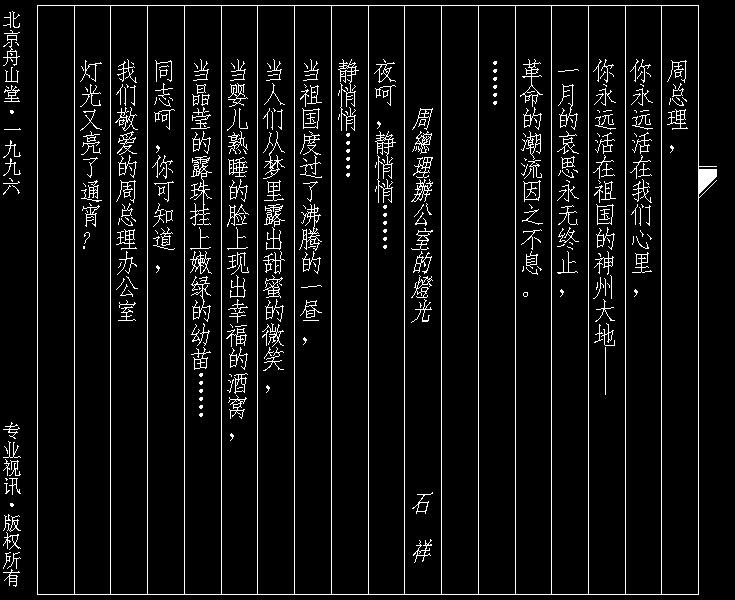 周总理，
你永远活在我们心里，
你永远活在祖国的神州大地——
一月的哀思永无终止，
革命的潮流因之不息。
……
周總理辦公室的燈光 石祥
夜呵，静悄悄……
静悄悄……
当祖国度过了沸腾的一昼，
当人们从梦里露出甜蜜的微笑，
当婴儿熟睡的脸上现出幸福的酒窝，
当晶莹的露珠挂上嫩绿的幼苗……
同志呵，你可知道，
我们敬爱的周总理办公室
灯光又亮了通宵？
北京舟山堂·一九九六
专业视讯·版权所有